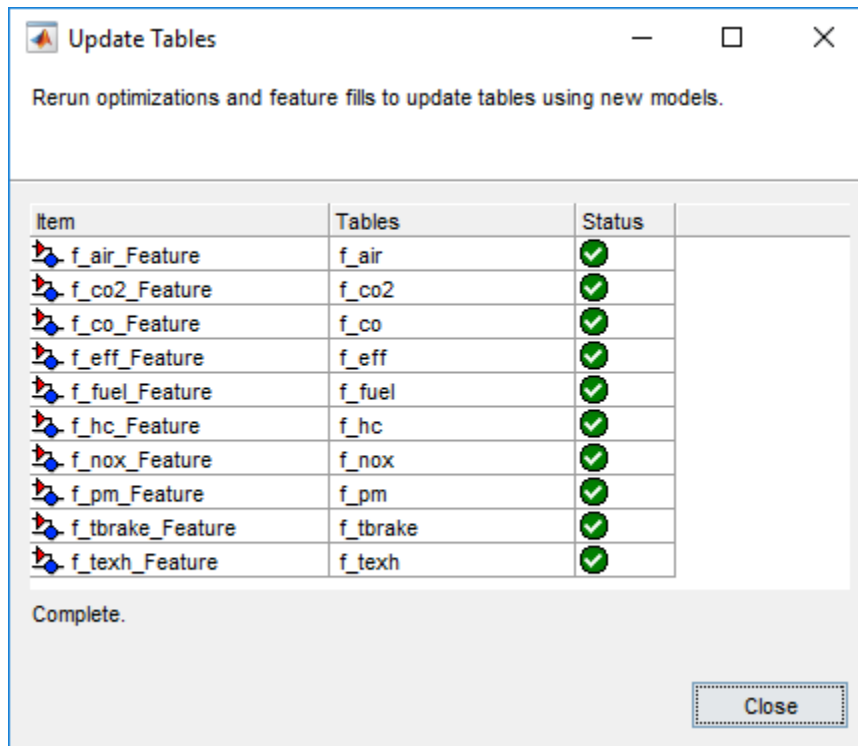 Update Tables
Rerun optimizations and feature fills to update tables using new models.
Item Tables Status
f_air_Feature f_air
f_co2_Feature f_co2
f_co_Feature f_co
f_eff_Feature f_eff
f_fuel_Feature f_fuel
f_hc_Feature f_hc
f_nox_Feature f_nox
f_pm_Feature f_pm
f_tbrake_Feature f_tbrake
f_texh_Feature f_texh
Complete.
Close